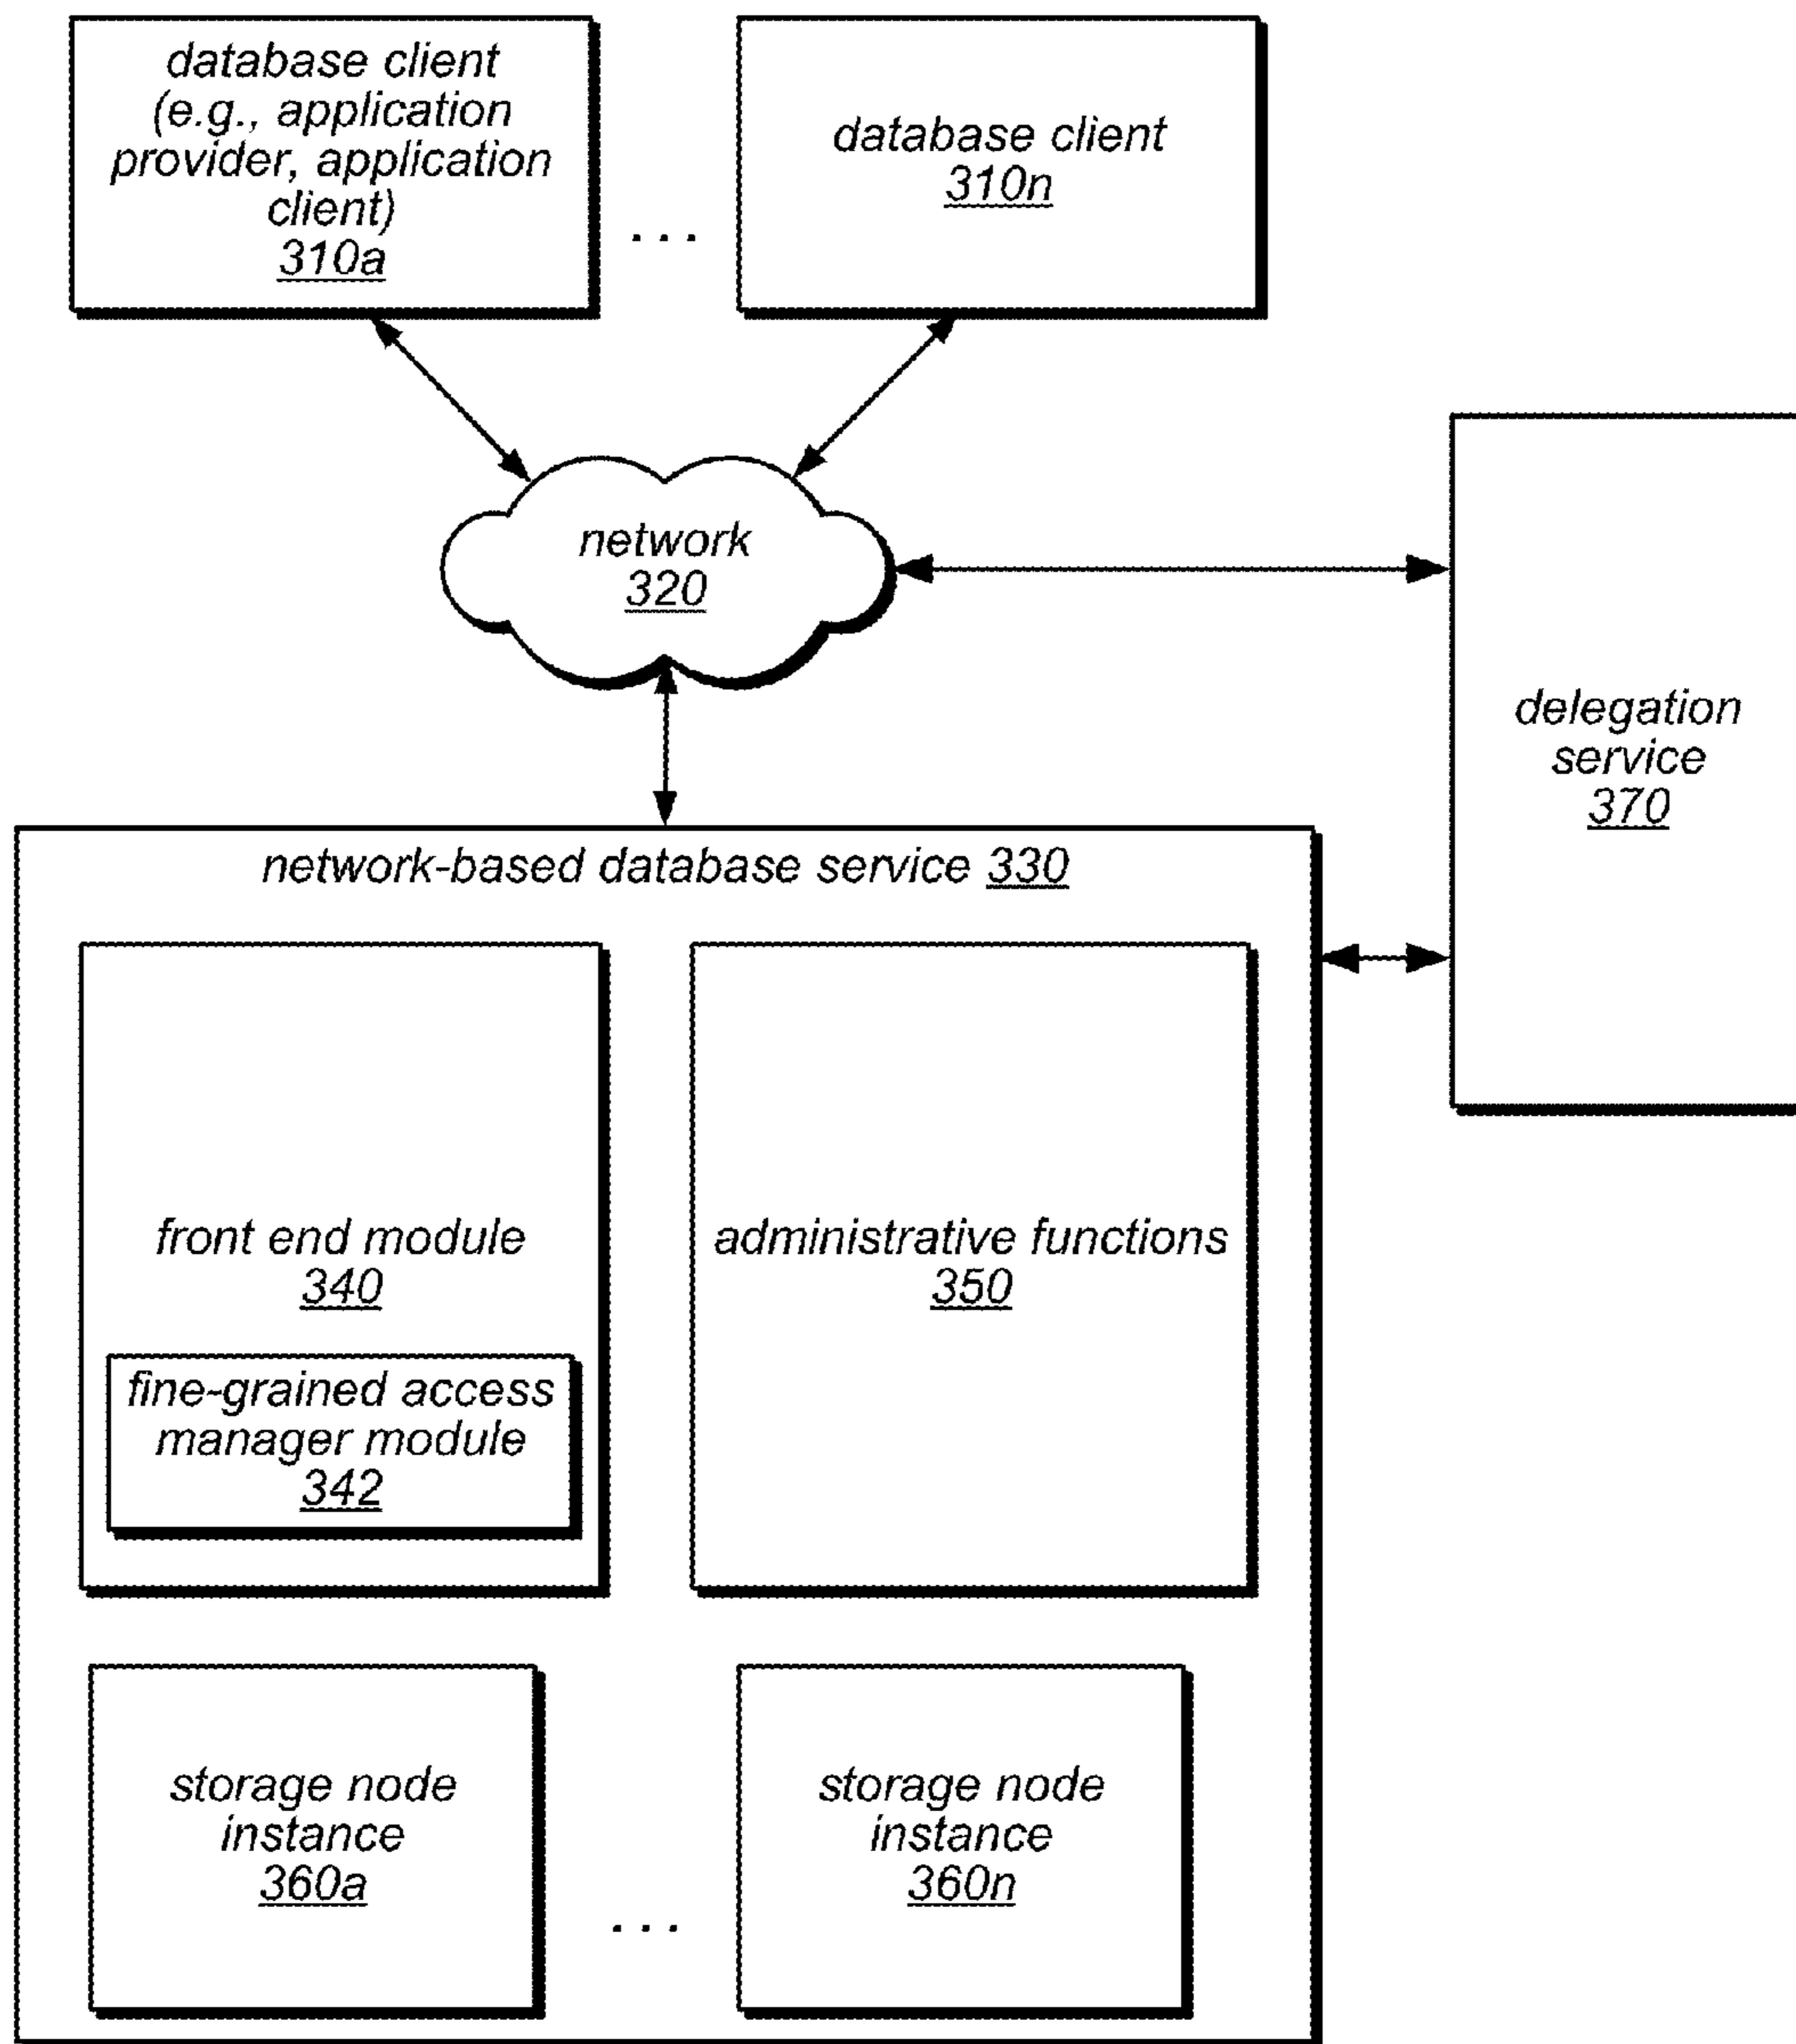 database client
(e.g., application
provider, application
client)
310a
. . .
database client
310n
network
320
delegation
service
370
network-based database service 330
front end module
340
fine-grained access
manager module
342
administrative functions
350
storage node
instance
360a
. . .
storage node
instance
360n